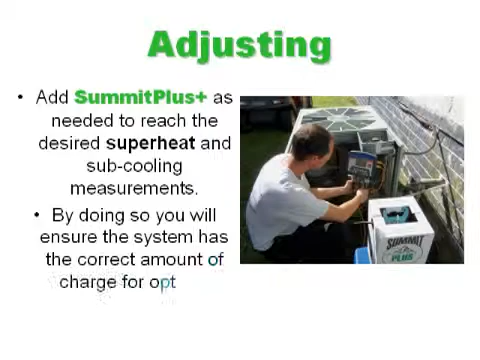 Adjusting
• Add SummitPlus+ as
needed to reach the
desired superheat and
sub-cooling
measurements.
• By doing so you will
ensure the system has
the correct amount of
charge for opt
SUMMIT
PLUS